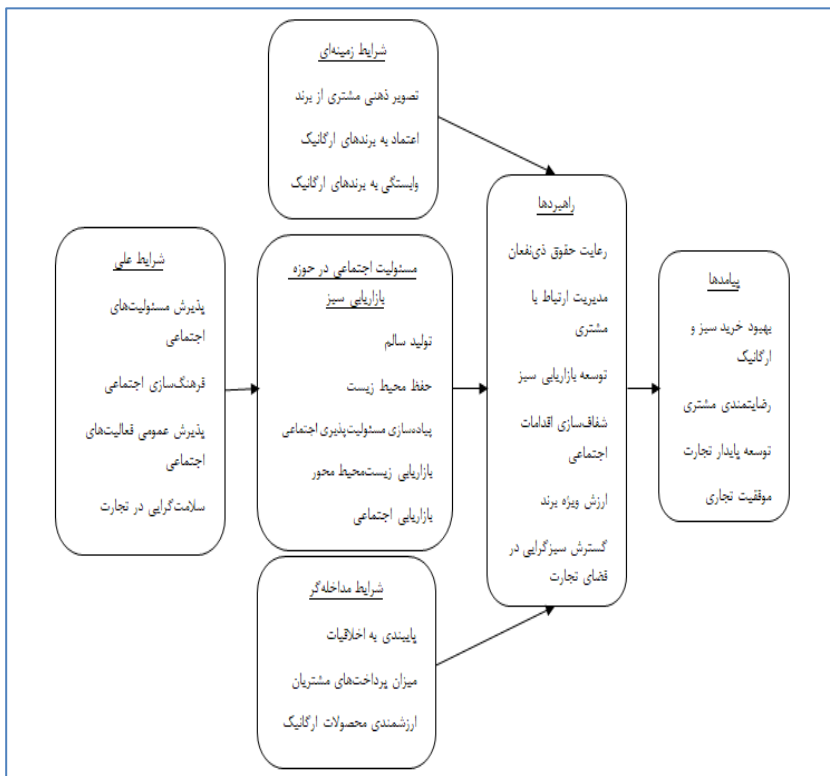 شرایط زمینه‌ای
تصویر ذهنی مشتری از برند
اعتماد به برندهای ارگانیک
وابستگی به برندهای ارگانیک
شرایط علی
پذیرش مسئولیت‌های
اجتماعی
فرهنگ‌سازی اجتماعی
پذیرش عمومی فعالیت‌های
اجتماعی
سلامت‌گرایی در تجارت
مسئولیت اجتماعی در حوزه
بازاریابی سبز
تولید سالم
حفظ محیط زیست
پیاده‌سازی مسئولیت‌پذیری اجتماعی
بازاریابی زیست‌محیط محور
بازاریابی اجتماعی
شرایط مداخله‌گر
پایبندی به اخلاقیات
میزان پرداخت‌های مشتریان
ارزشمندی محصولات ارگانیک
راهبردها
رعایت حقوق ذی‌نفعان
مدیریت ارتباط با
مشتری
توسعه بازاریابی سبز
شفاف‌سازی اقدامات
اجتماعی
ارزش ویژه برند
گسترش سبزگرایی در
فضای تجارت
پیامدها
بهبود خرید سبز و
ارگانیک
رضایتمندی مشتری
توسعه پایدار تجارت
موفقیت تجاری